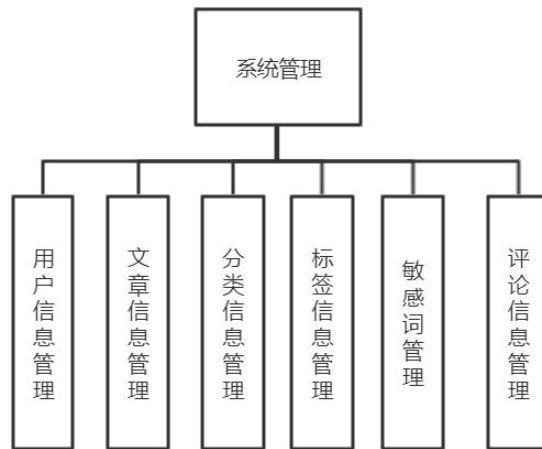 系统管理
用户信息管理
文章信息管理
分类信息管理
标签信息管理
敏感词管理
评论信息管理